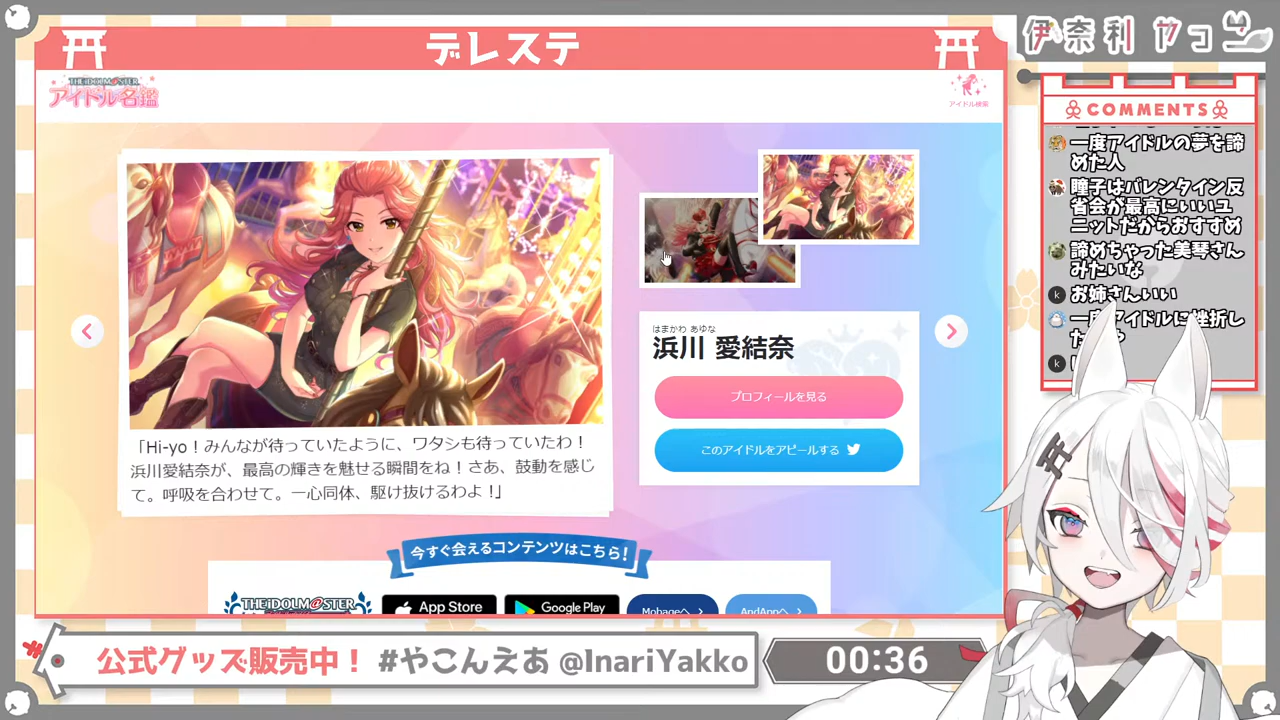 デレステ
伊奈利 ヤコ
THE IDOLM@STER
アイドル名鑑
アイドル検索
COMMENTS
一度アイドルの夢を諦
めた人
瞳子はバレンタイン反
省会が最高にいいユ
ニットだからおすすめ
諦めちゃった美琴さん
みたいな
お姉さんいい
一度アイドルに挫折し
はまかわ あゆな
浜川 愛結奈
プロフィールを見る
このアイドルをアピールする
「Hi-yo！みんなが待っていたように、ワタシも待っていたわ！
浜川愛結奈が、最高の輝きを魅せる瞬間をね！さあ、鼓動を感じ
て。呼吸を合わせて。一心同体、駆け抜けるわよ！」
今すぐ会えるコンテンツはこちら！
THE IDOLM@STER
App Store
Google Play
Mobageへ
AndAppへ
公式グッズ販売中！ #やこんえあ @InariYakko
00:36